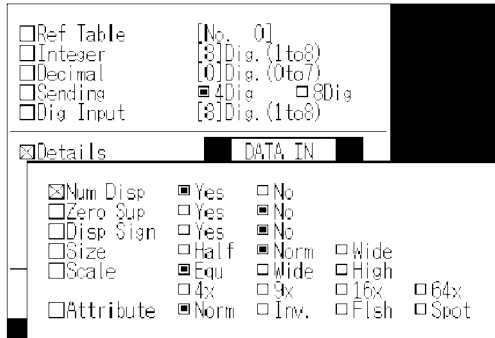 Ref Table [No. 0]
Integer [8]Dig.(1to8)
Decimal [0]Dig.(0to7)
Sending 4Dig 8Dig
Dig Input [8]Dig.(1to8)
Details DATA IN
Num Disp Yes No
Zero Sup Yes No
Disp Sign Yes No
Size Half Norm Wide
Scale Equ Wide High
4x 9x 16x 64x
Attribute Norm Inv. Flsh Spot